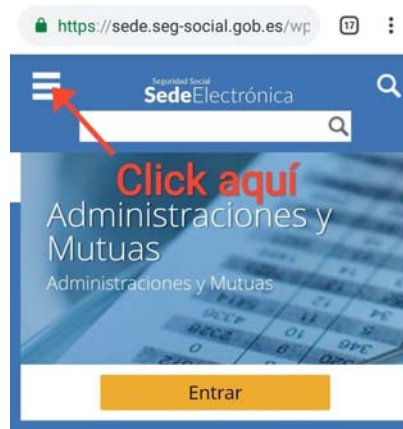 https://sede.seg-social.gob.es/wp
17
Seguridad Social
SedeElectrónica
Click aquí
Administraciones y
Mutuas
Administraciones y Mutuas
Entrar